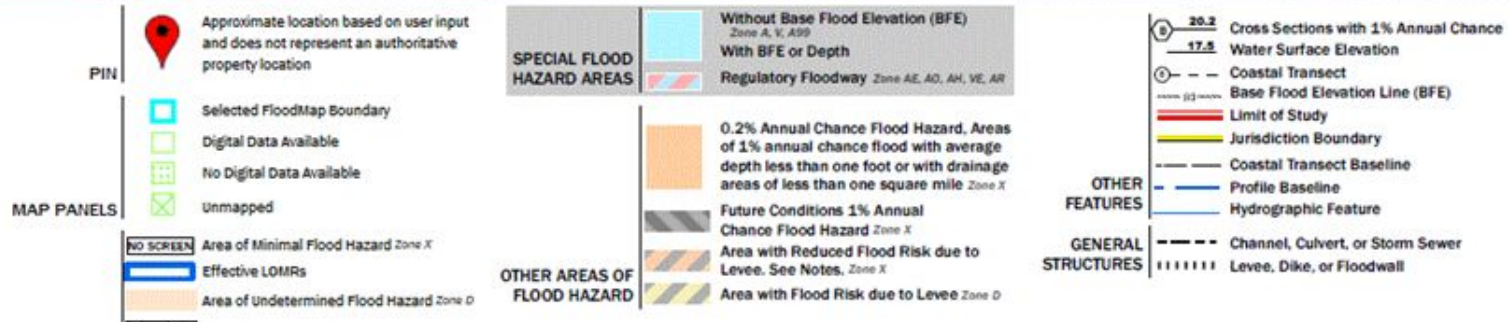 PIN
Approximate location based on user input
and does not represent an authoritative
property location
MAP PANELS
Selected FloodMap Boundary
Digital Data Available
No Digital Data Available
Unmapped
NO SCREEN Area of Minimal Flood Hazard Zone X
Effective LOMRs
Area of Undetermined Flood Hazard Zone D
SPECIAL FLOOD
HAZARD AREAS
Without Base Flood Elevation (BFE)
Zone A, V, A99
With BFE or Depth
Regulatory Floodway Zone AE, AO, AH, VE, AR
OTHER AREAS OF
FLOOD HAZARD
0.2% Annual Chance Flood Hazard, Areas
of 1% annual chance flood with average
depth less than one foot or with drainage
areas of less than one square mile Zone X
Future Conditions 1% Annual
Chance Flood Hazard Zone X
Area with Reduced Flood Risk due to
Levee. See Notes. Zone X
Area with Flood Risk due to Levee Zone D
OTHER
FEATURES
20.2 Cross Sections with 1% Annual Chance
17.5 Water Surface Elevation
Coastal Transect
Base Flood Elevation Line (BFE)
Limit of Study
Jurisdiction Boundary
Coastal Transect Baseline
Profile Baseline
Hydrographic Feature
GENERAL
STRUCTURES
Channel, Culvert, or Storm Sewer
Levee, Dike, or Floodwall